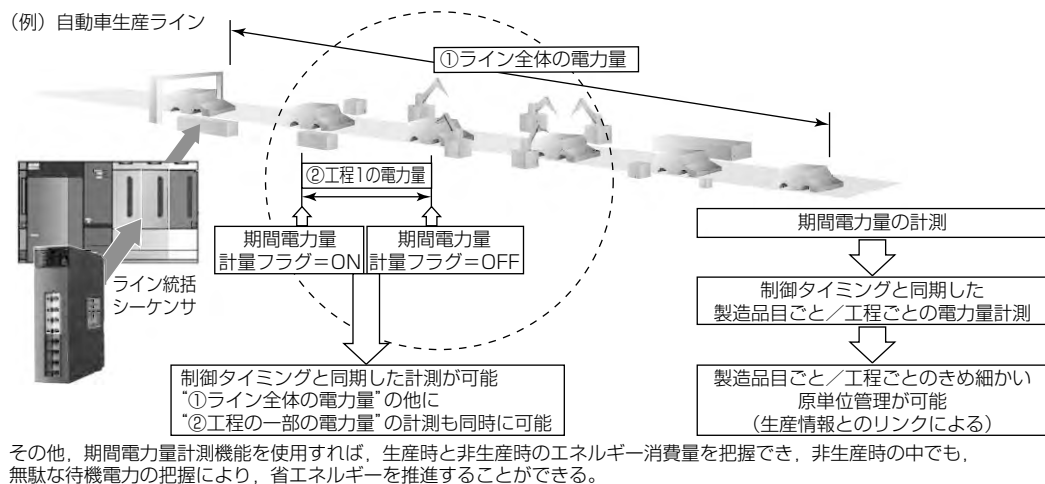 （例）自動車生産ライン
①ライン全体の電力量
②工程1の電力量
期間電力量
計量フラグ＝ON
期間電力量
計量フラグ＝OFF
ライン統括
シーケンサ
制御タイミングと同期した計測が可能
“①ライン全体の電力量”の他に
“②工程の一部の電力量”の計測も同時に可能
期間電力量の計測
制御タイミングと同期した
製造品目ごと／工程ごとの電力量計測
製造品目ごと／工程ごとのきめ細かい
原単位管理が可能
（生産情報とのリンクによる）
その他，期間電力量計測機能を使用すれば，生産時と非生産時のエネルギー消費量を把握でき，非生産時の中でも，
無駄な待機電力の把握により，省エネルギーを推進することができる。